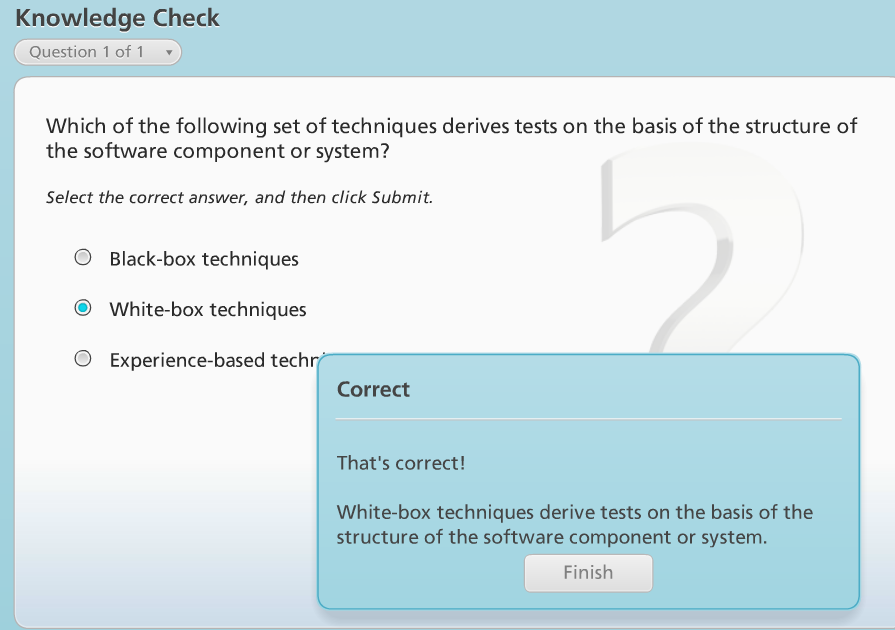 Knowledge Check
Question 1 of 1
Which of the following set of techniques derives tests on the basis of the structure of
the software component or system?
Select the correct answer, and then click Submit.
Black-box techniques
White-box techniques
Experience-based
Correct
That's correct!
White-box techniques derive tests on the basis of the
structure of the software component or system.
Finish